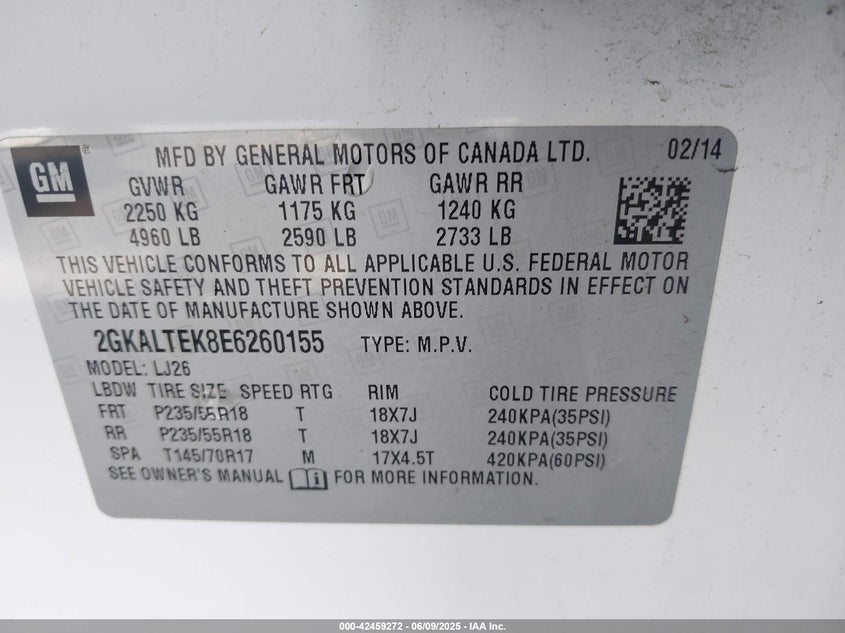 GM ® MFD BY GENERAL MOTORS OF CANADA LTD. 02/14
GVWR GAWR FRT GAWR RR
2250 KG 1175 KG 1240 KG
4960 LB 2590 LB 2733 LB
THIS VEHICLE CONFORMS TO ALL APPLICABLE U.S. FEDERAL MOTOR
VEHICLE SAFETY AND THEFT PREVENTION STANDARDS IN EFFECT ON
THE DATE OF MANUFACTURE SHOWN ABOVE.
2GKALTEK8E6260155 TYPE: M.P.V.
MODEL: LJ26
LBDW TIRE SIZE SPEED RTG RIM COLD TIRE PRESSURE
FRT P235/55R18 T 18X7J 240KPA(35PSI)
RR P235/55R18 T 18X7J 240KPA(35PSI)
SPA T145/70R17 M 17X4.5T 420KPA(60PSI)
SEE OWNER'S MANUAL i FOR MORE INFORMATION.
000-42459272 - 06/09/2025 - IAA Inc.